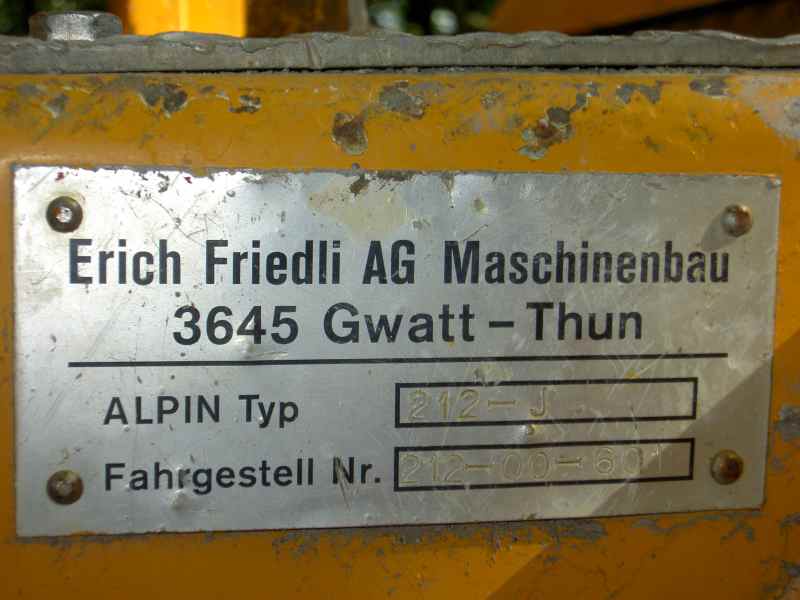 Erich Friedli AG Maschinenbau
3645 Gwatt – Thun
ALPIN Typ 212–J
Fahrgestell Nr. 212–00–601